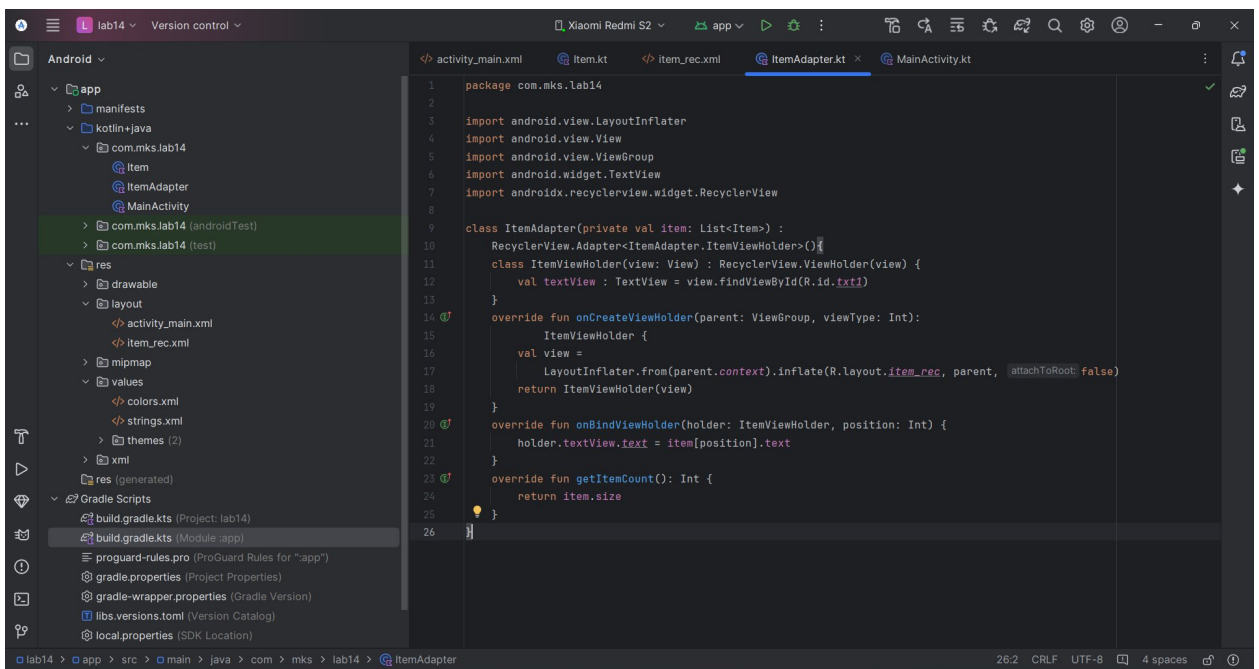 L lab14 Version control Xiaomi Redmi S2 app
Android
app
manifests
kotlin+java
com.mks.lab14
Item
ItemAdapter
MainActivity
com.mks.lab14 (androidTest)
com.mks.lab14 (test)
res
drawable
layout
activity_main.xml
item_rec.xml
mipmap
values
colors.xml
strings.xml
themes (2)
xml
res (generated)
Gradle Scripts
build.gradle.kts (Project: lab14)
build.gradle.kts (Module :app)
proguard-rules.pro (ProGuard Rules for ":app")
gradle.properties (Project Properties)
gradle-wrapper.properties (Gradle Version)
libs.versions.toml (Version Catalog)
local.properties (SDK Location)
activity_main.xml Item.kt item_rec.xml ItemAdapter.kt MainActivity.kt
1 package com.mks.lab14
2
3 import android.view.LayoutInflater
4 import android.view.View
5 import android.view.ViewGroup
6 import android.widget.TextView
7 import androidx.recyclerview.widget.RecyclerView
8
9 class ItemAdapter(private val item: List<Item>) :
10 RecyclerView.Adapter<ItemAdapter.ItemViewHolder>(){
11 class ItemViewHolder(view: View) : RecyclerView.ViewHolder(view) {
12 val textView : TextView = view.findViewById(R.id.txt1)
13 }
14 override fun onCreateViewHolder(parent: ViewGroup, viewType: Int):
15 ItemViewHolder {
16 val view =
17 LayoutInflater.from(parent.context).inflate(R.layout.item_rec, parent, attachToRoot: false)
18 return ItemViewHolder(view)
19 }
20 override fun onBindViewHolder(holder: ItemViewHolder, position: Int) {
21 holder.textView.text = item[position].text
22 }
23 override fun getItemCount(): Int {
24 return item.size
25 }
26 }
lab14 > app > src > main > java > com > mks > lab14 > ItemAdapter 26:2 CRLF UTF-8 4 spaces